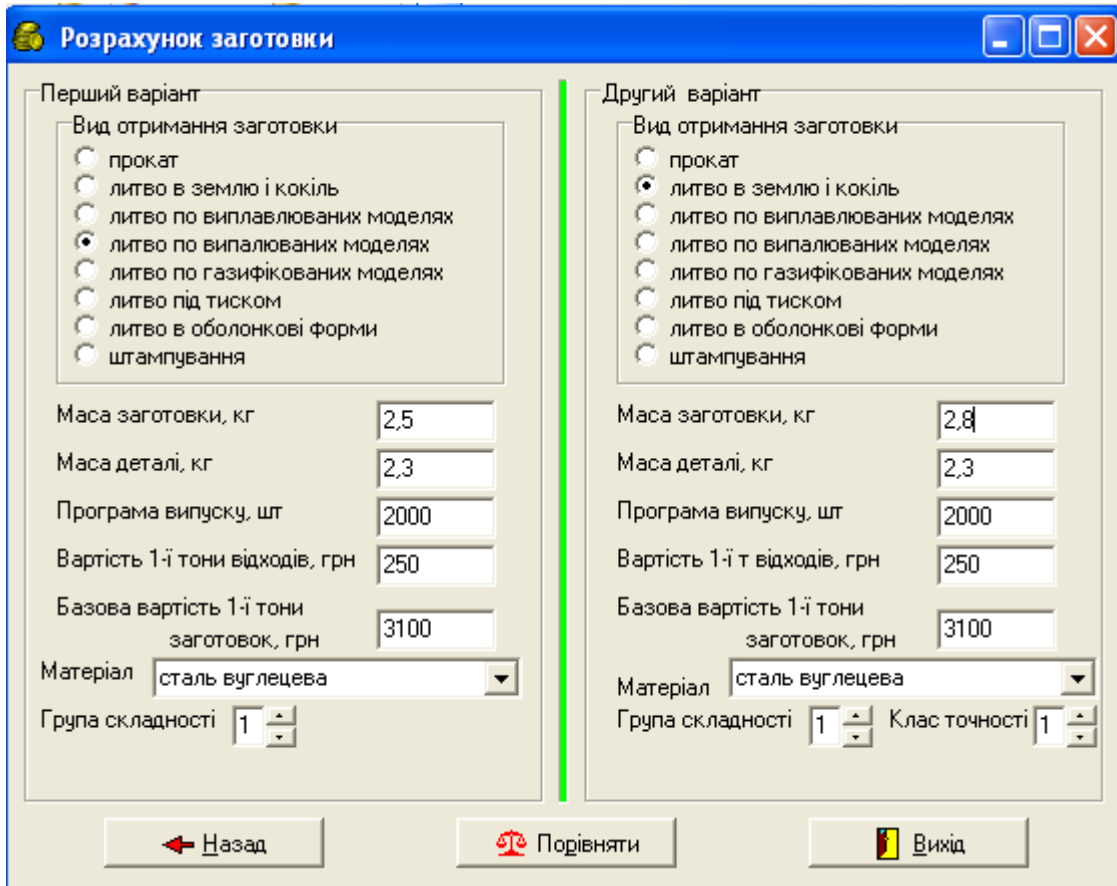 Розрахунок заготовки
Перший варіант
Вид отримання заготовки
прокат
литво в землю і кокіль
литво по виплавлюваних моделях
литво по випалюваних моделях
литво по газифікованих моделях
литво під тиском
литво в оболонкові форми
штампування
Маса заготовки, кг 2,5
Маса деталі, кг 2,3
Програма випуску, шт 2000
Вартість 1-ї тони відходів, грн 250
Базова вартість 1-ї тони
заготовок, грн 3100
Матеріал сталь вуглецева
Група складності 1
Другий варіант
Вид отримання заготовки
прокат
литво в землю і кокіль
литво по виплавлюваних моделях
литво по випалюваних моделях
литво по газифікованих моделях
литво під тиском
литво в оболонкові форми
штампування
Маса заготовки, кг 2,8
Маса деталі, кг 2,3
Програма випуску, шт 2000
Вартість 1-ї т відходів, грн 250
Базова вартість 1-ї тони
заготовок, грн 3100
Матеріал сталь вуглецева
Група складності 1 Клас точності 1
Назад Порівняти Вихід